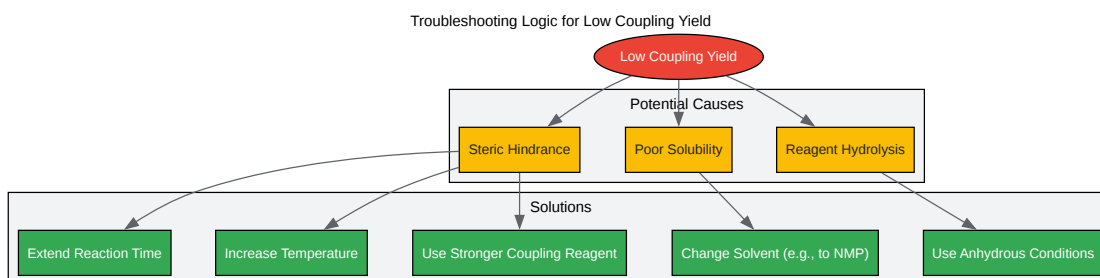 Troubleshooting Logic for Low Coupling Yield
Low Coupling Yield
Potential Causes
Steric Hindrance
Poor Solubility
Reagent Hydrolysis
Solutions
Extend Reaction Time
Increase Temperature
Use Stronger Coupling Reagent
Change Solvent (e.g., to NMP)
Use Anhydrous Conditions